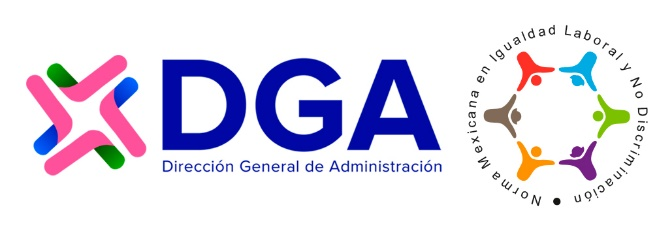 DGA
Dirección General de Administración
Norma Mexicana en Igualdad Laboral y No Discriminación